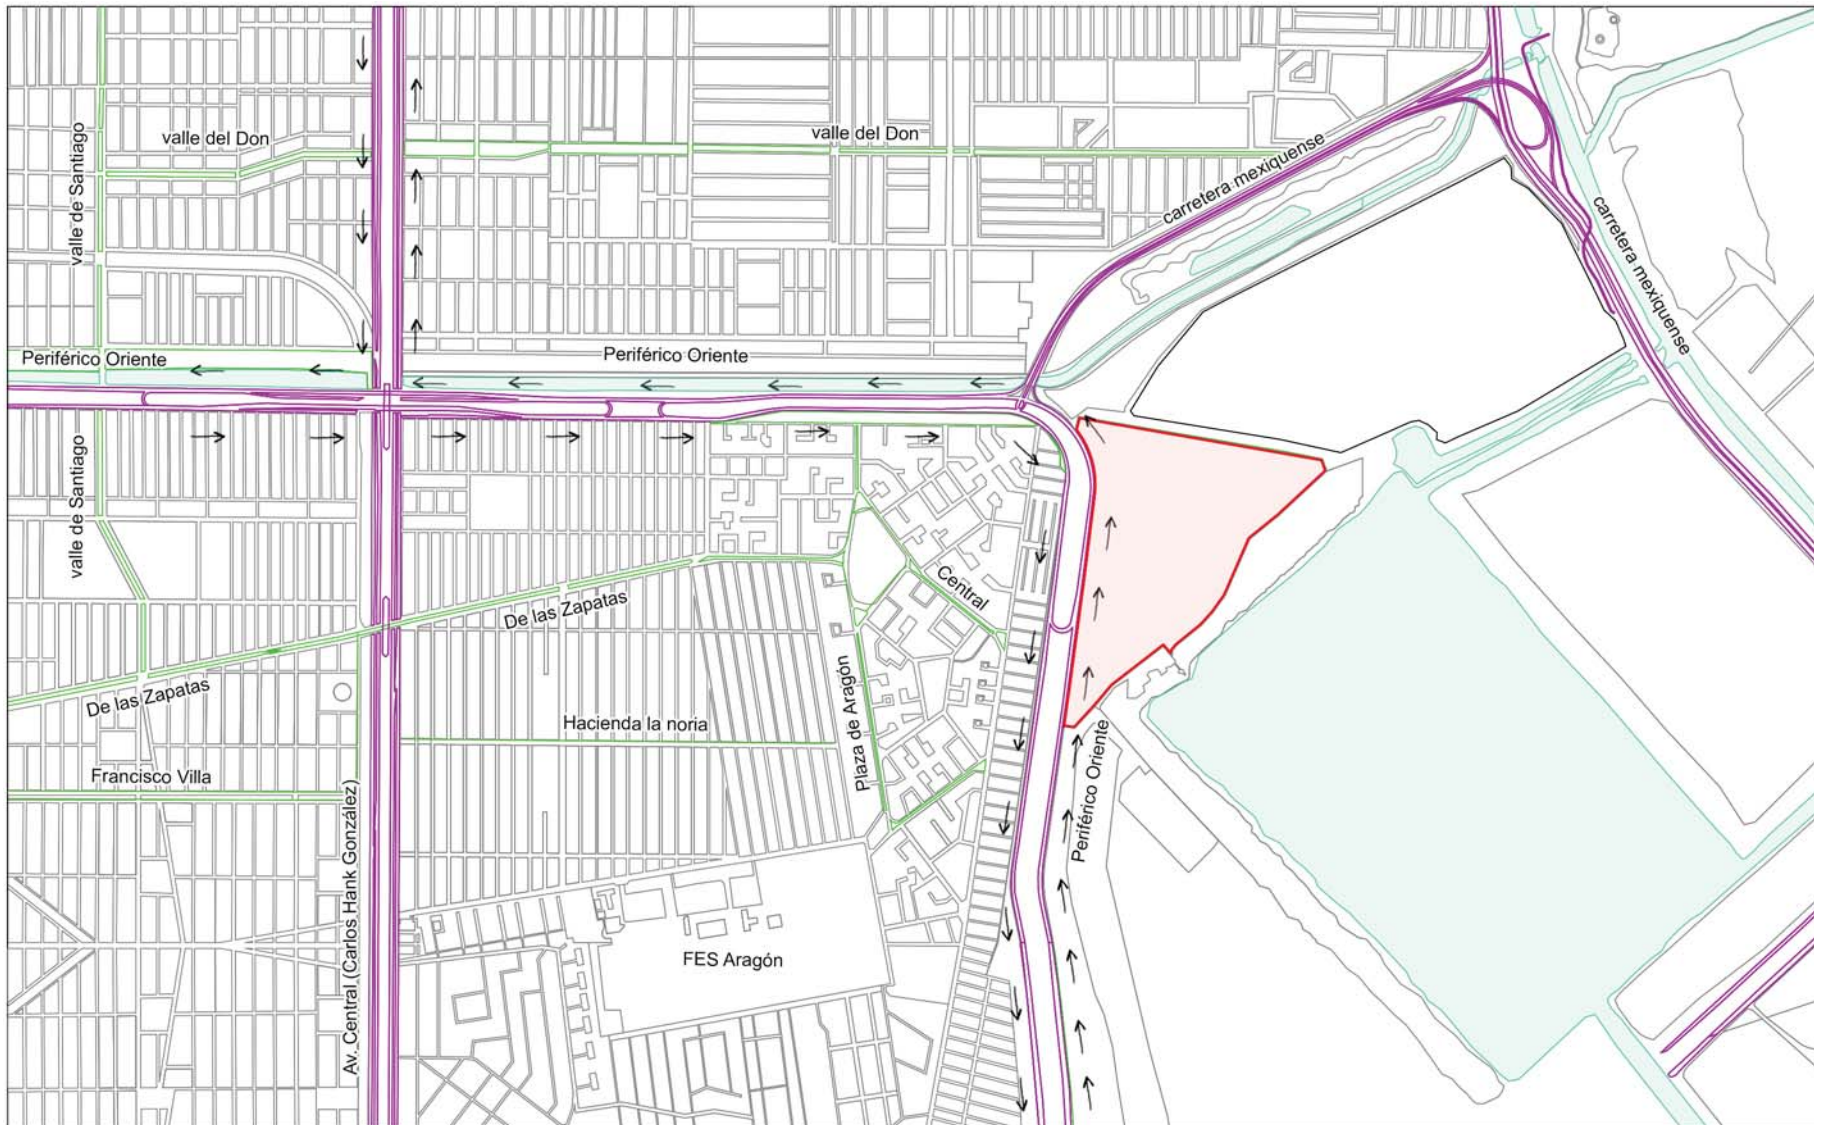 valle del Don
valle del Don
valle de Santiago
carretera mexiquense
carretera mexiquense
Periférico Oriente
Periférico Oriente
valle de Santiago
Central
De las Zapatas
De las Zapatas
Plaza de Aragón
Hacienda la noria
Periférico Oriente
Francisco Villa
Av. Central (Carlos Hank González)
FES Aragón